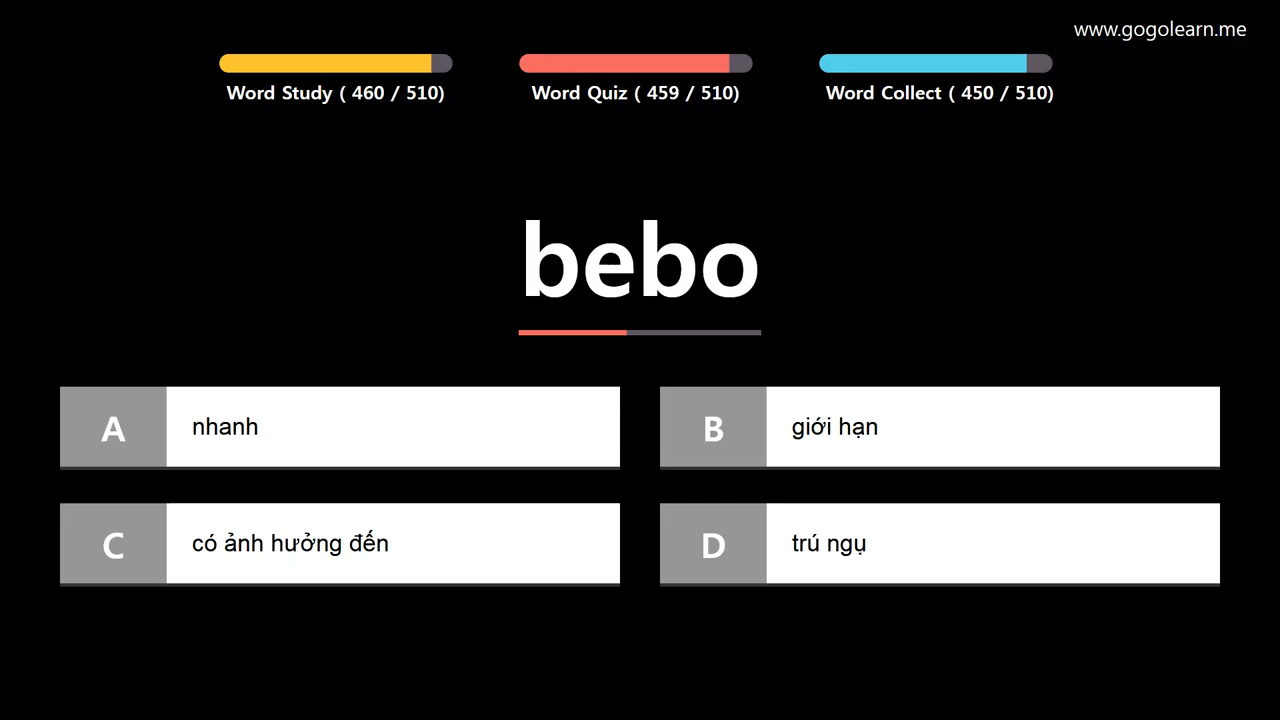 www.gogolearn.me
Word Study ( 460 / 510)
Word Quiz ( 459 / 510)
Word Collect ( 450 / 510)
bebo
A nhanh
B giới hạn
C có ảnh hưởng đến
D trú ngụ